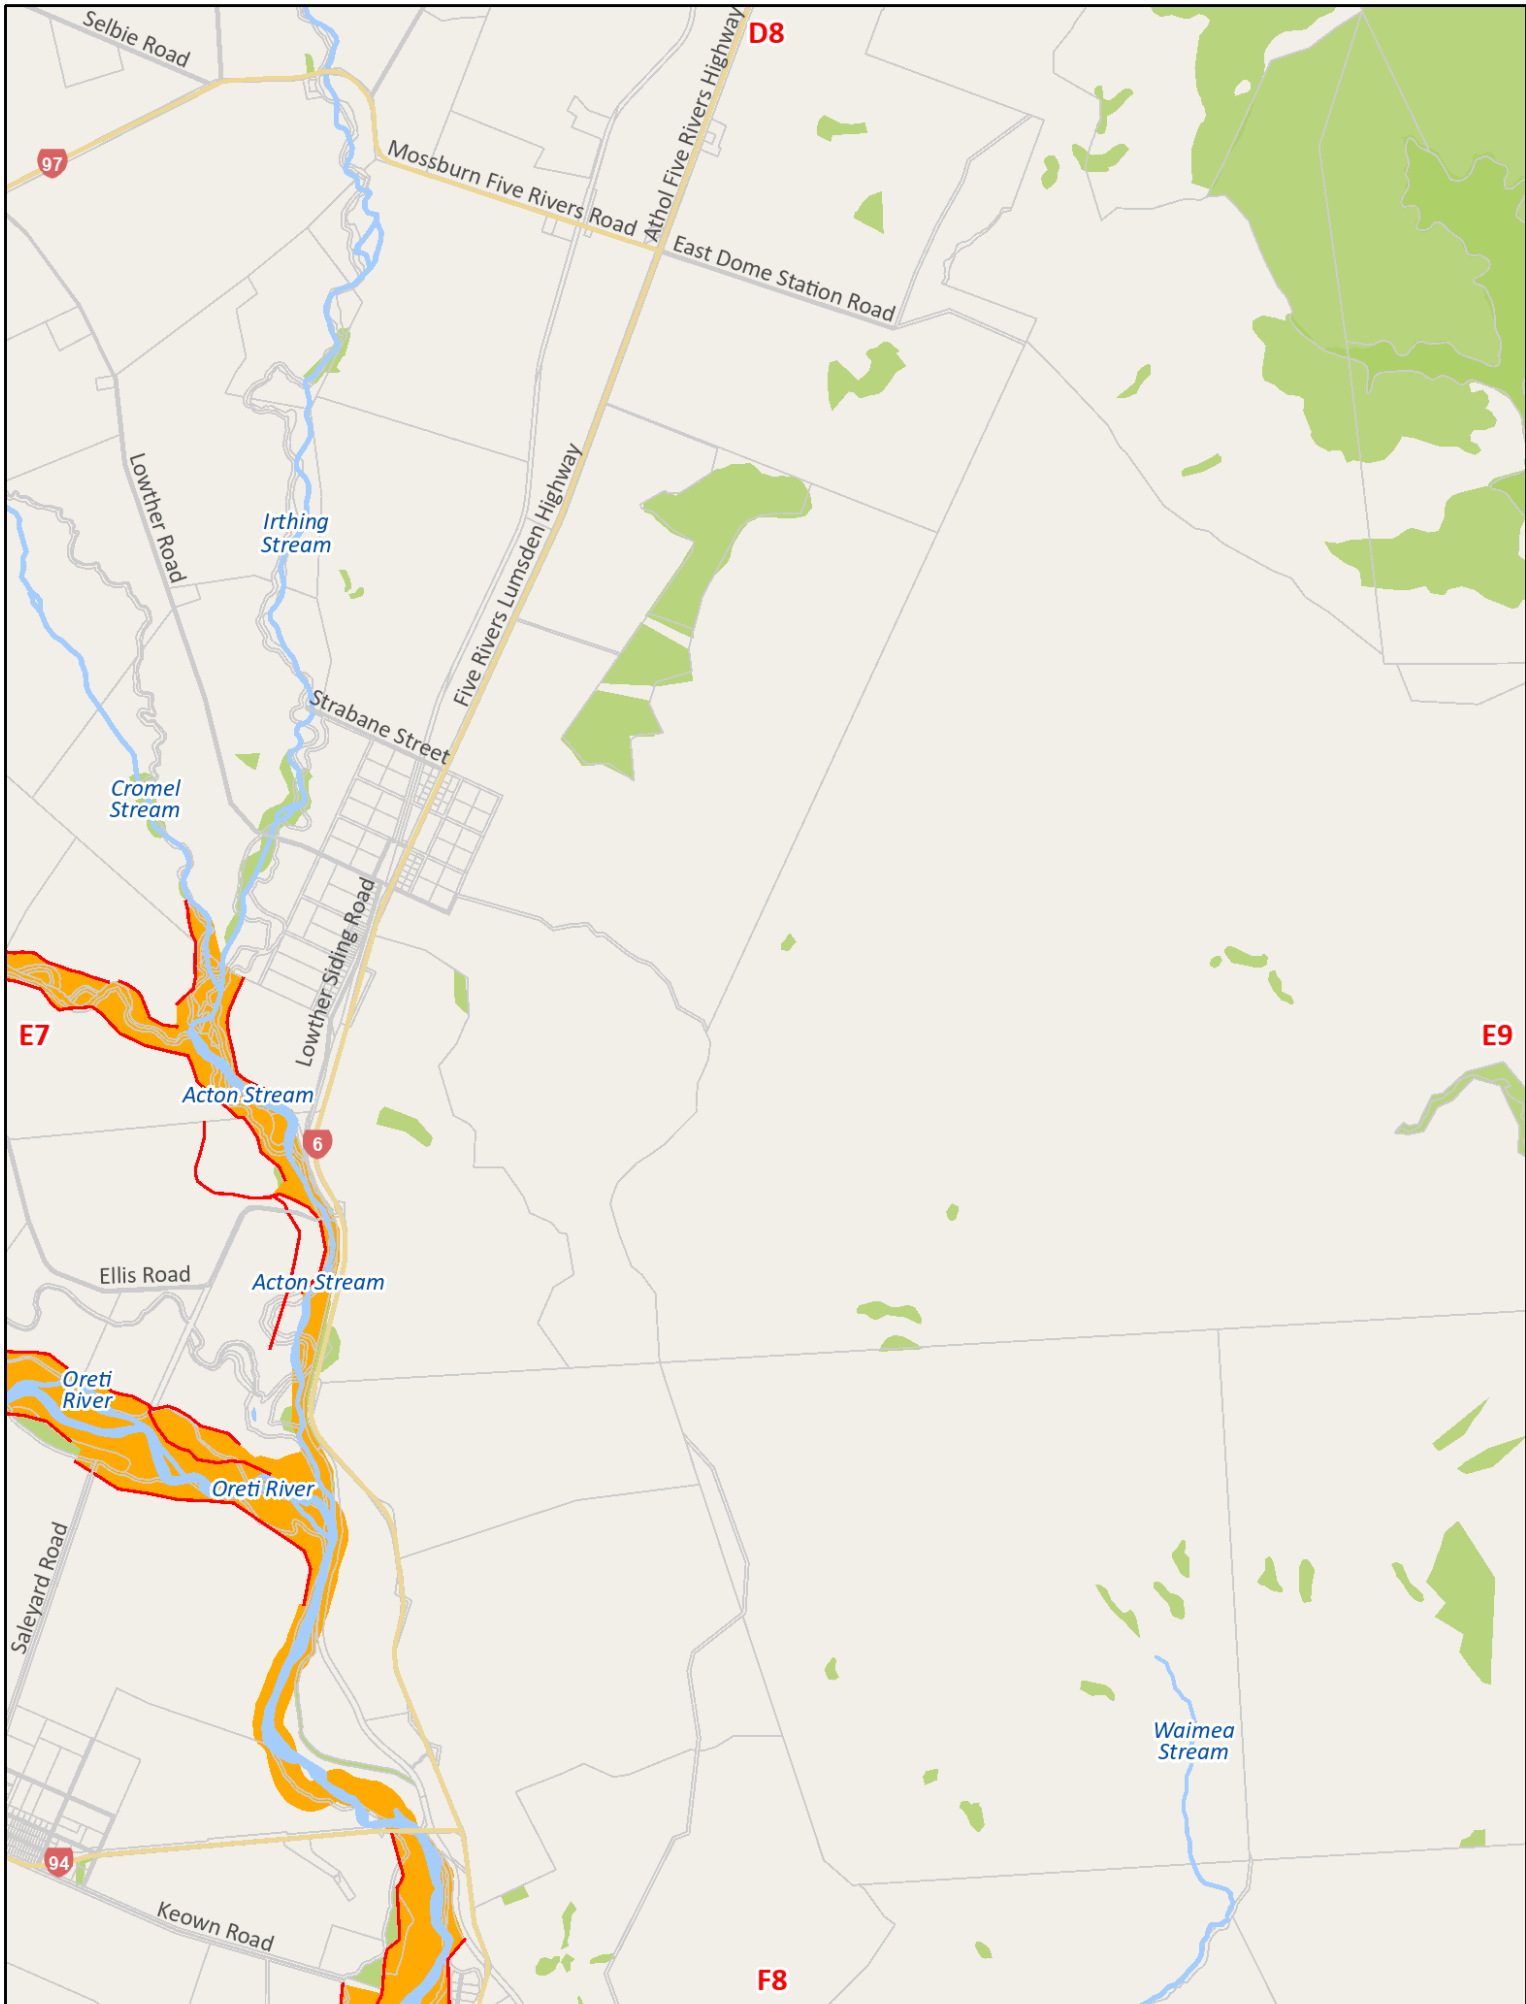 Selbie Road
D8
97
Mossburn Five Rivers Road
Athol Five Rivers Highway
East Dome Station Road
Lowther Road
Irthing
Stream
Five Rivers Lumsden Highway
Strabane Street
Cromel
Stream
Lowther Siding Road
E7
E9
Acton Stream
6
Ellis Road
Acton Stream
Oreti
River
Oreti River
Saleyard Road
Waimea
Stream
94
Keown Road
F8